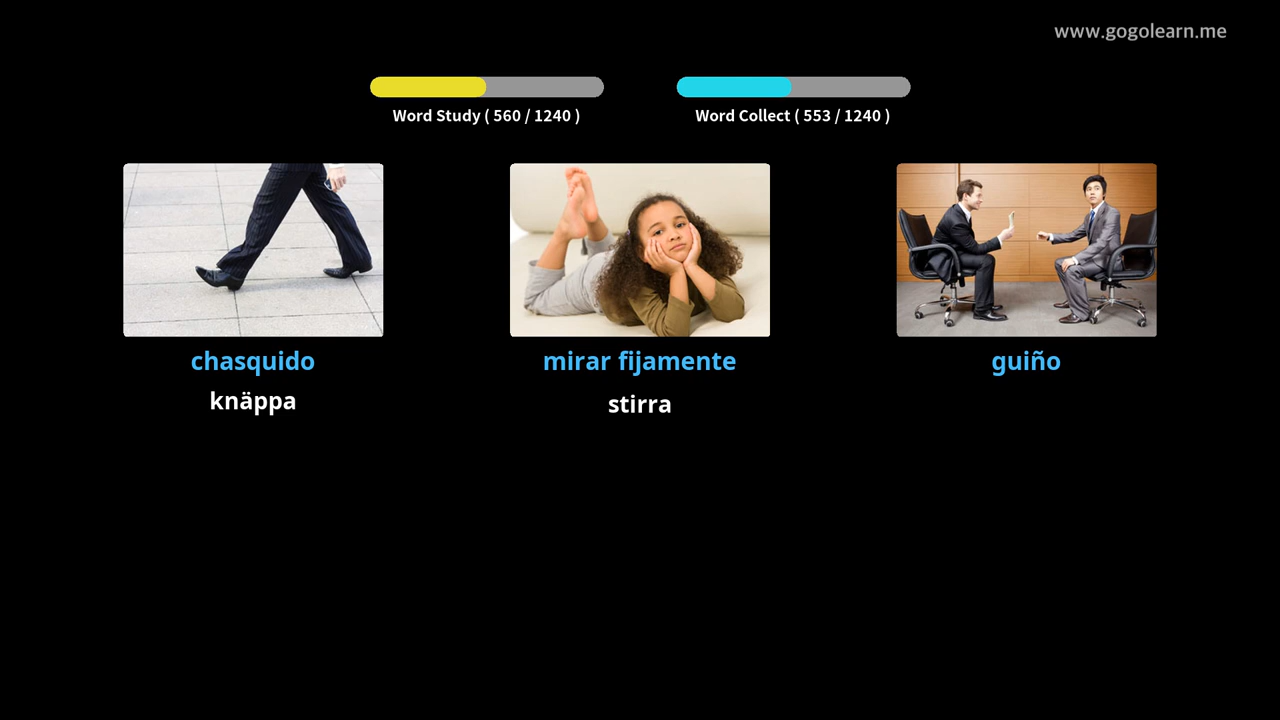 www.gogolearn.me
Word Study ( 560 / 1240 )
Word Collect ( 553 / 1240 )
chasquido
mirar fijamente
guiño
knäppa
stirra